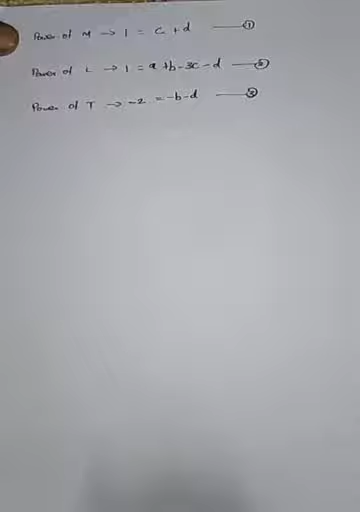 Power of M → 1 = c + d ——①
Power of L → 1 = a + b - 3c - d ——②
Power of T → -2 = -b - d ——③